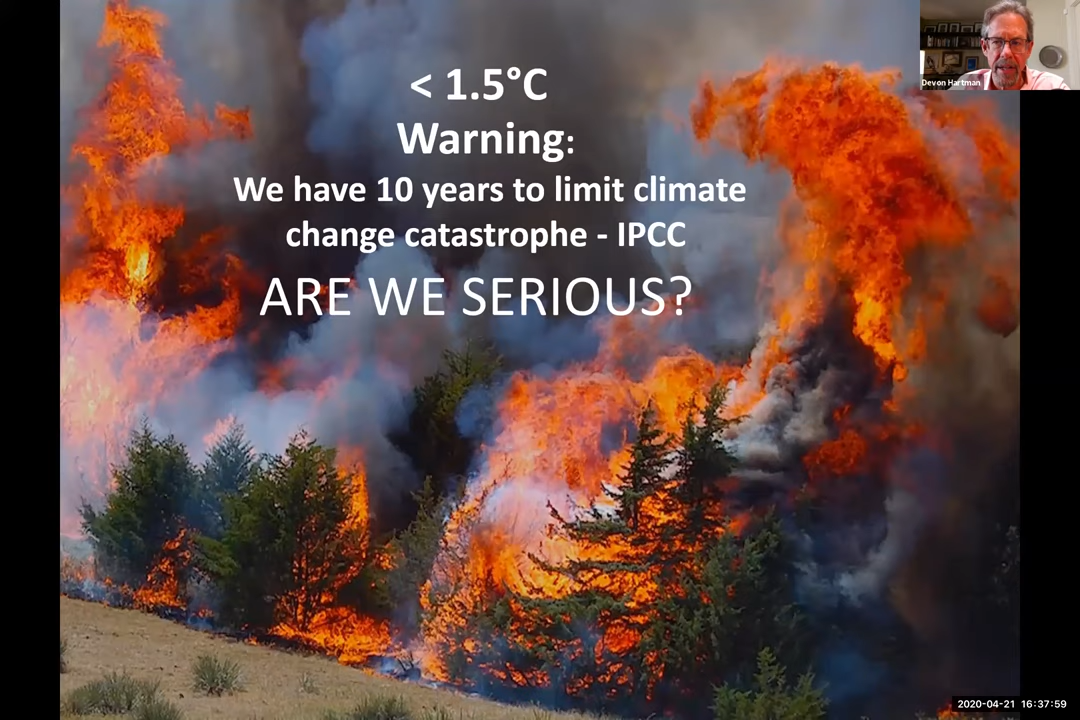 < 1.5°C
Warning:
We have 10 years to limit climate
change catastrophe - IPCC
ARE WE SERIOUS?
Devon Hartman
2020-04-21 16:37:59